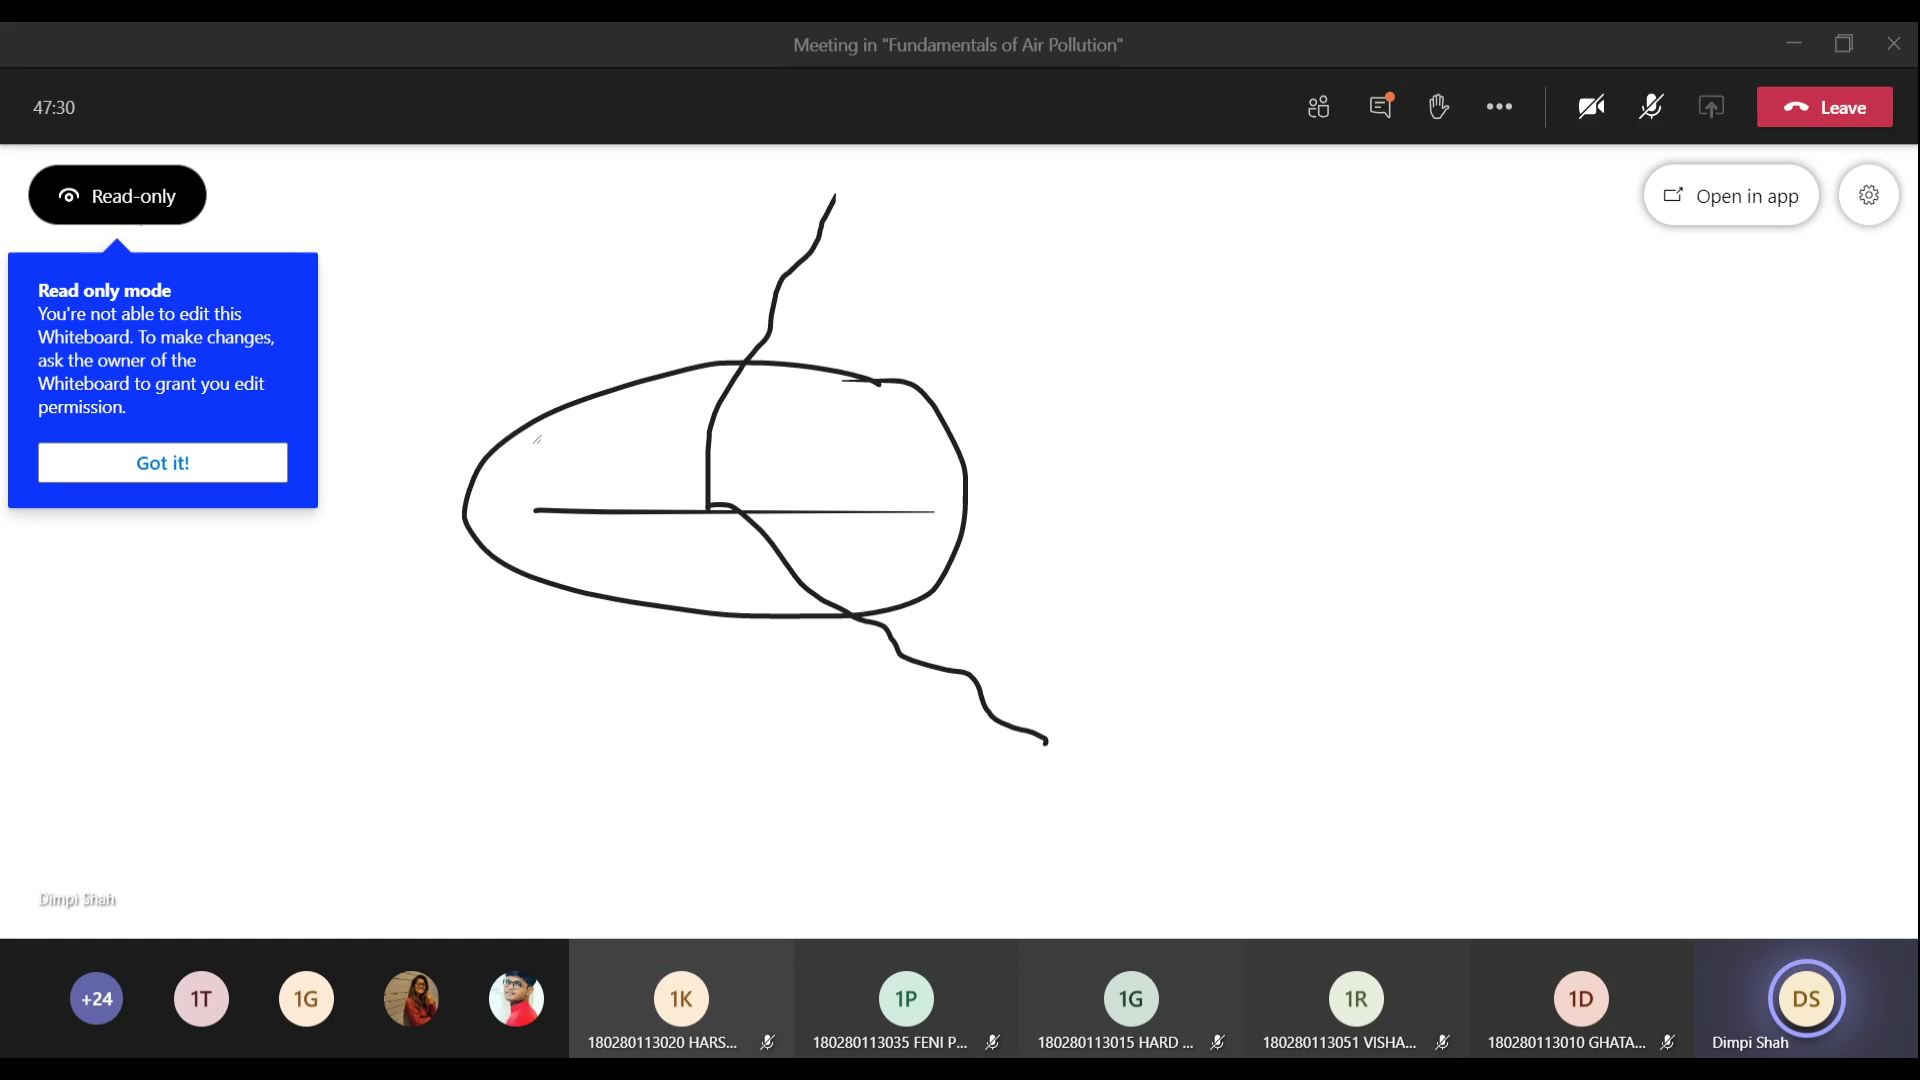 Meeting in "Fundamentals of Air Pollution"
47:30
Leave
Read-only
Open in app
Read only mode
You're not able to edit this
Whiteboard. To make changes,
ask the owner of the
Whiteboard to grant you edit
permission.
Got it!
Dimpi Shah
+24
1T
1G
1K
1P
1G
1R
1D
DS
180280113020 HARS...
180280113035 FENI P...
180280113015 HARD ...
180280113051 VISHA...
180280113010 GHATA...
Dimpi Shah